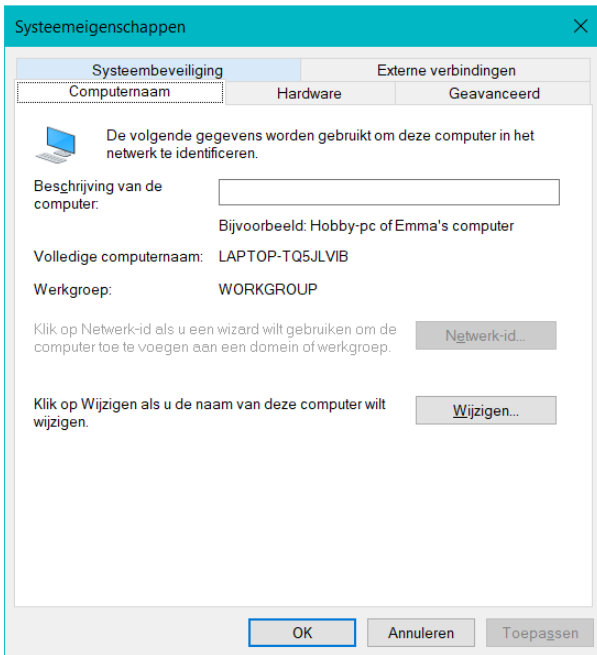 Systeemeigenschappen
Systeembeveiliging
Externe verbindingen
Computernaam
Hardware
Geavanceerd
De volgende gegevens worden gebruikt om deze computer in het
netwerk te identificeren.
Beschrijving van de
computer:
Bijvoorbeeld: Hobby-pc of Emma's computer
Volledige computernaam: LAPTOP-TQ5JLVIB
Werkgroep: WORKGROUP
Klik op Netwerk-id als u een wizard wilt gebruiken om de
computer toe te voegen aan een domein of werkgroep.
Netwerk-id...
Klik op Wijzigen als u de naam van deze computer wilt
wijzigen.
Wijzigen...
OK
Annuleren
Toepassen